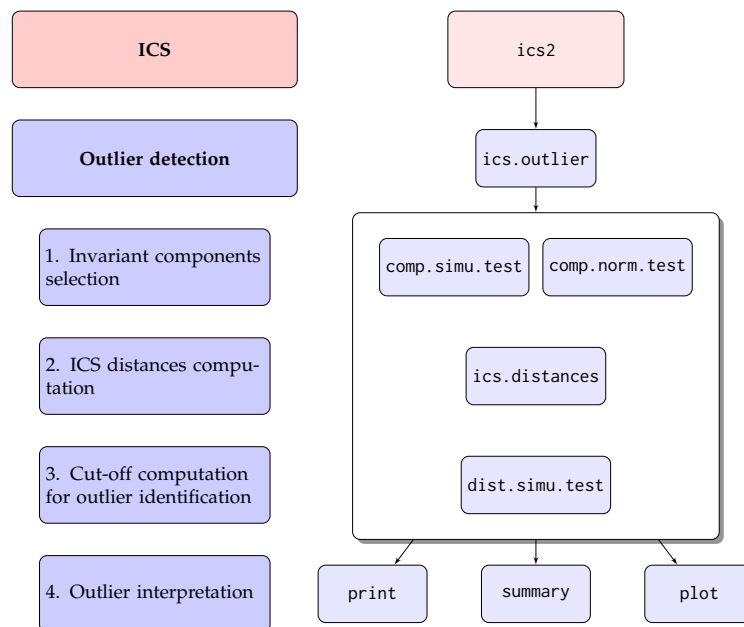 ICS
ics2
Outlier detection
ics.outlier
1. Invariant components
selection
comp.simu.test
comp.norm.test
2. ICS distances compu-
tation
ics.distances
3. Cut-off computation
for outlier identification
dist.simu.test
4. Outlier interpretation
print
summary
plot